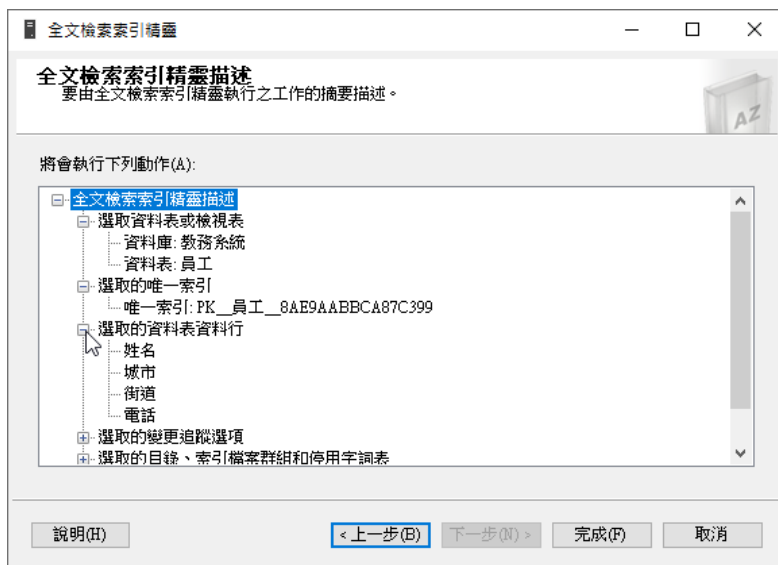 全文檢索索引精靈
全文檢索索引精靈描述
要由全文檢索索引精靈執行之工作的摘要描述。
AZ
將會執行下列動作(A):
全文檢索索引精靈描述
選取資料表或檢視表
資料庫: 教務系統
資料表: 員工
選取的唯一索引
唯一索引: PK__員工__8AE9AABBCA87C399
選取的資料表資料行
姓名
城市
街道
電話
選取的變更追蹤選項
選取的目錄、索引檔案群組和停用字詞表
說明(H)
< 上一步(B)
下一步(N) >
完成(F)
取消